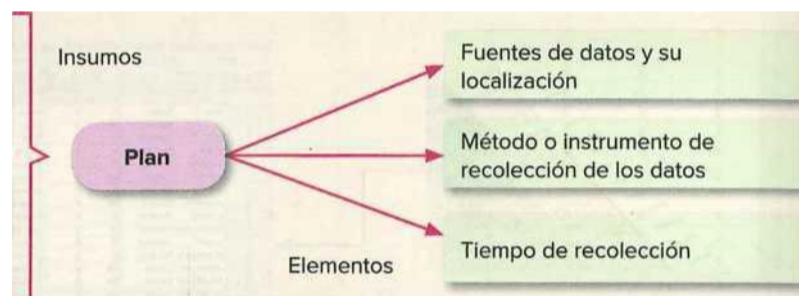 Insumos
Fuentes de datos y su
localización
Plan
Método o instrumento de
recolección de los datos
Elementos
Tiempo de recolección